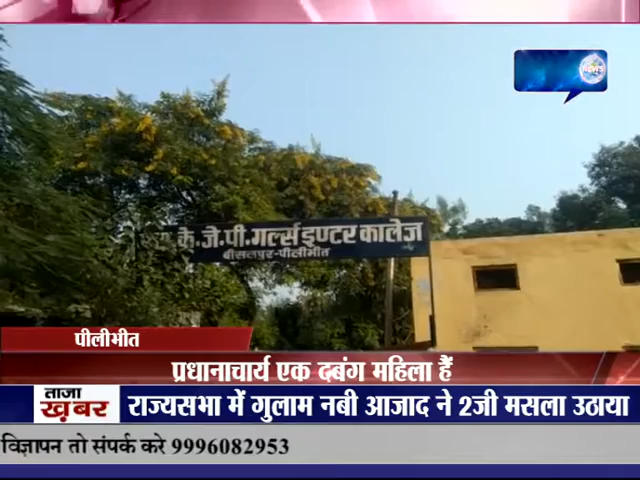 NEWS
के.जे.पी.गर्ल्स इण्टर कालेज
बीसलपुर-पीलीभीत
पीलीभीत
प्रधानाचार्य एक दबंग महिला हैं
ताजा खबर
राज्यसभा में गुलाम नबी आजाद ने 2जी मसला उठाया
विज्ञापन तो संपर्क करे 9996082953